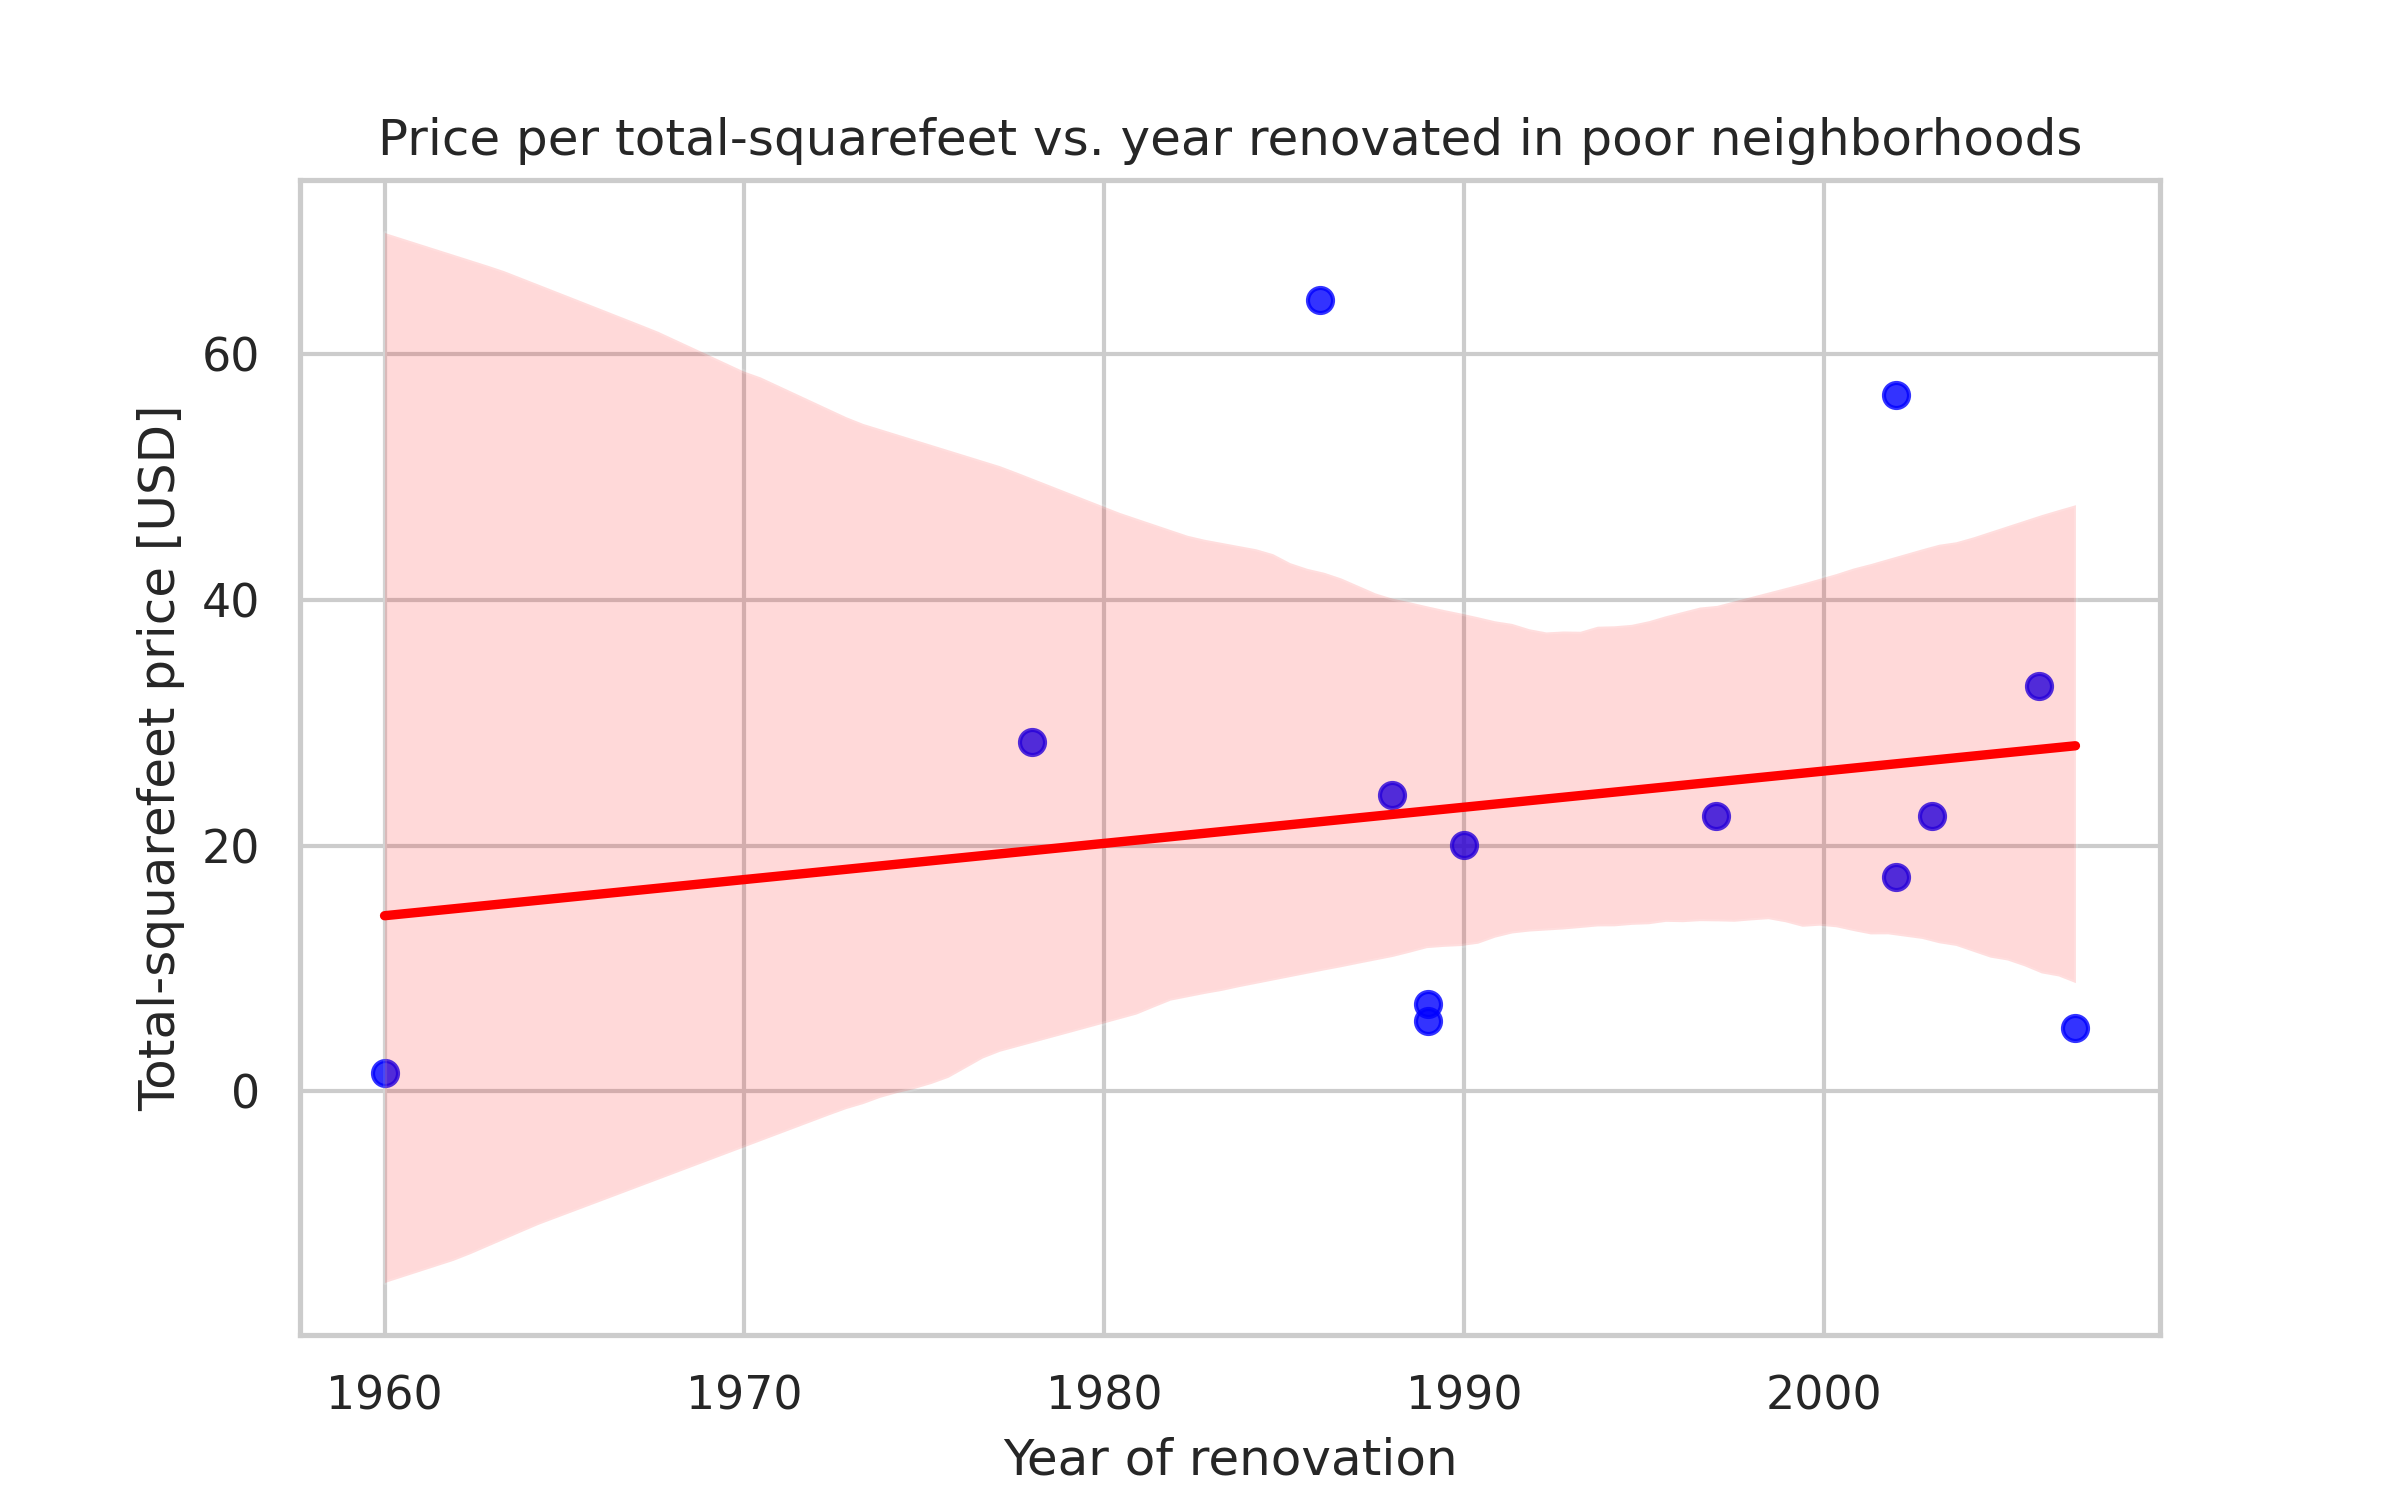 Price per total-squarefeet vs. year renovated in poor neighborhoods
Total-squarefeet price [USD]
60
40
20
0
1960 1970 1980 1990 2000
Year of renovation